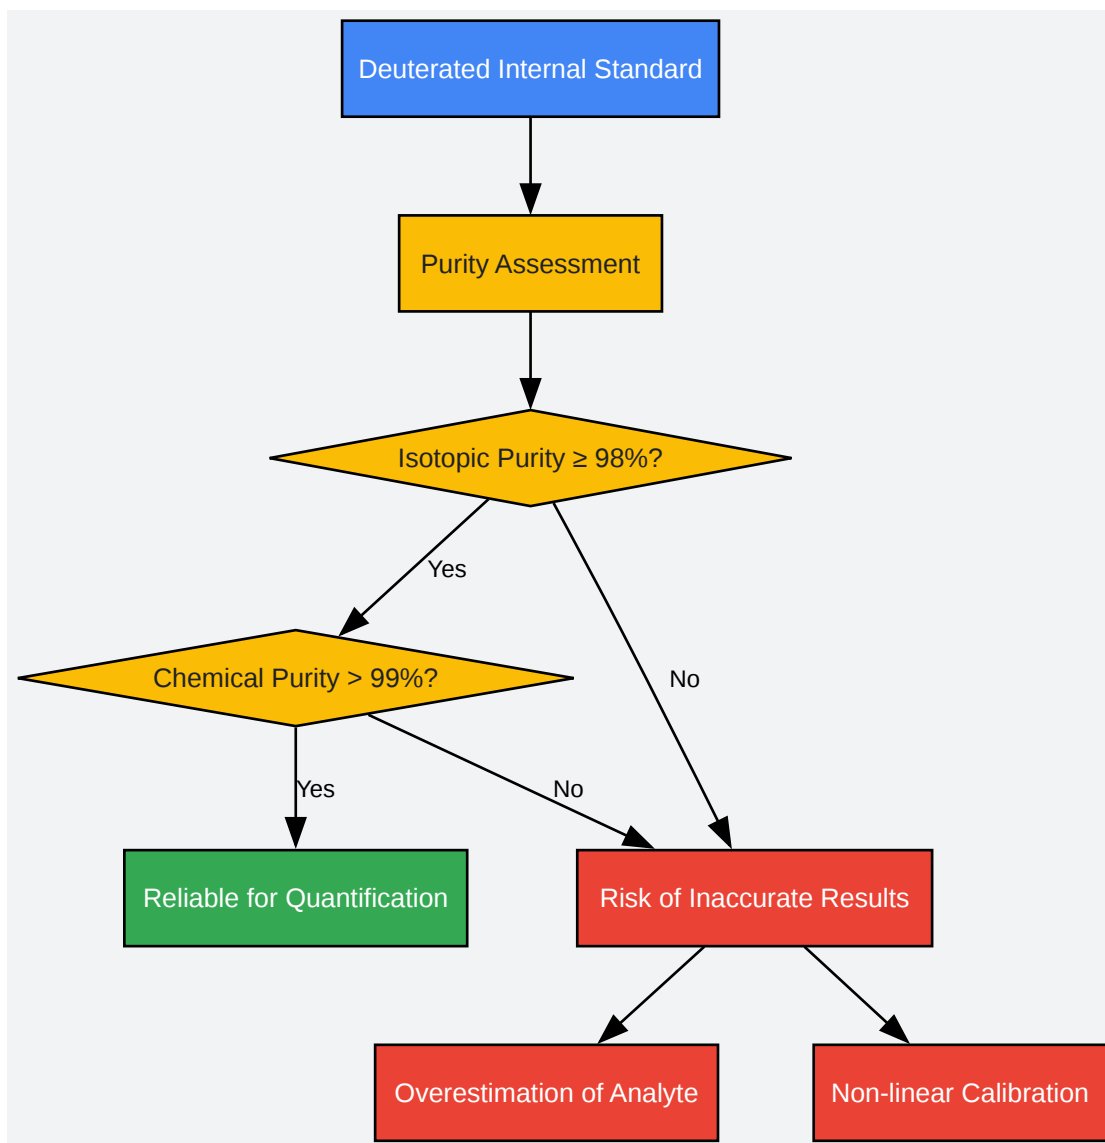 Deuterated Internal Standard
Purity Assessment
Isotopic Purity ≥ 98%?
Yes
Chemical Purity > 99%?
No
Yes
No
Reliable for Quantification
Risk of Inaccurate Results
Overestimation of Analyte
Non-linear Calibration